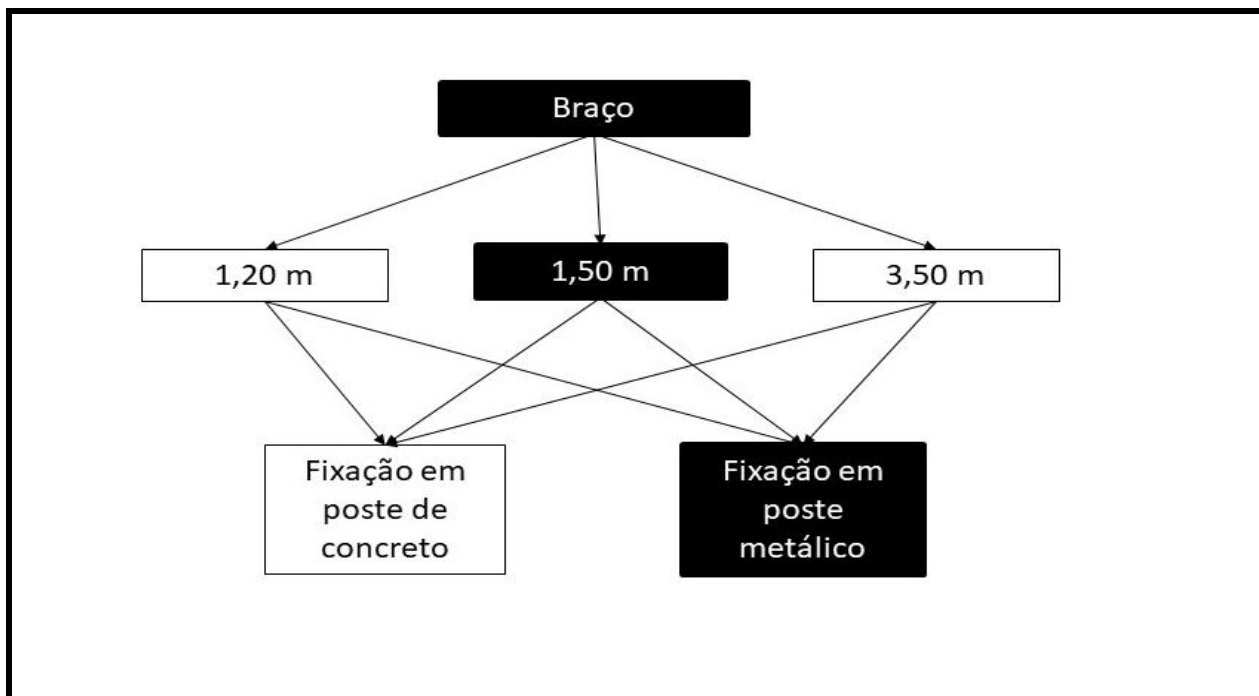 Braço
1,20 m
1,50 m
3,50 m
Fixação em
poste de
concreto
Fixação em
poste
metálico